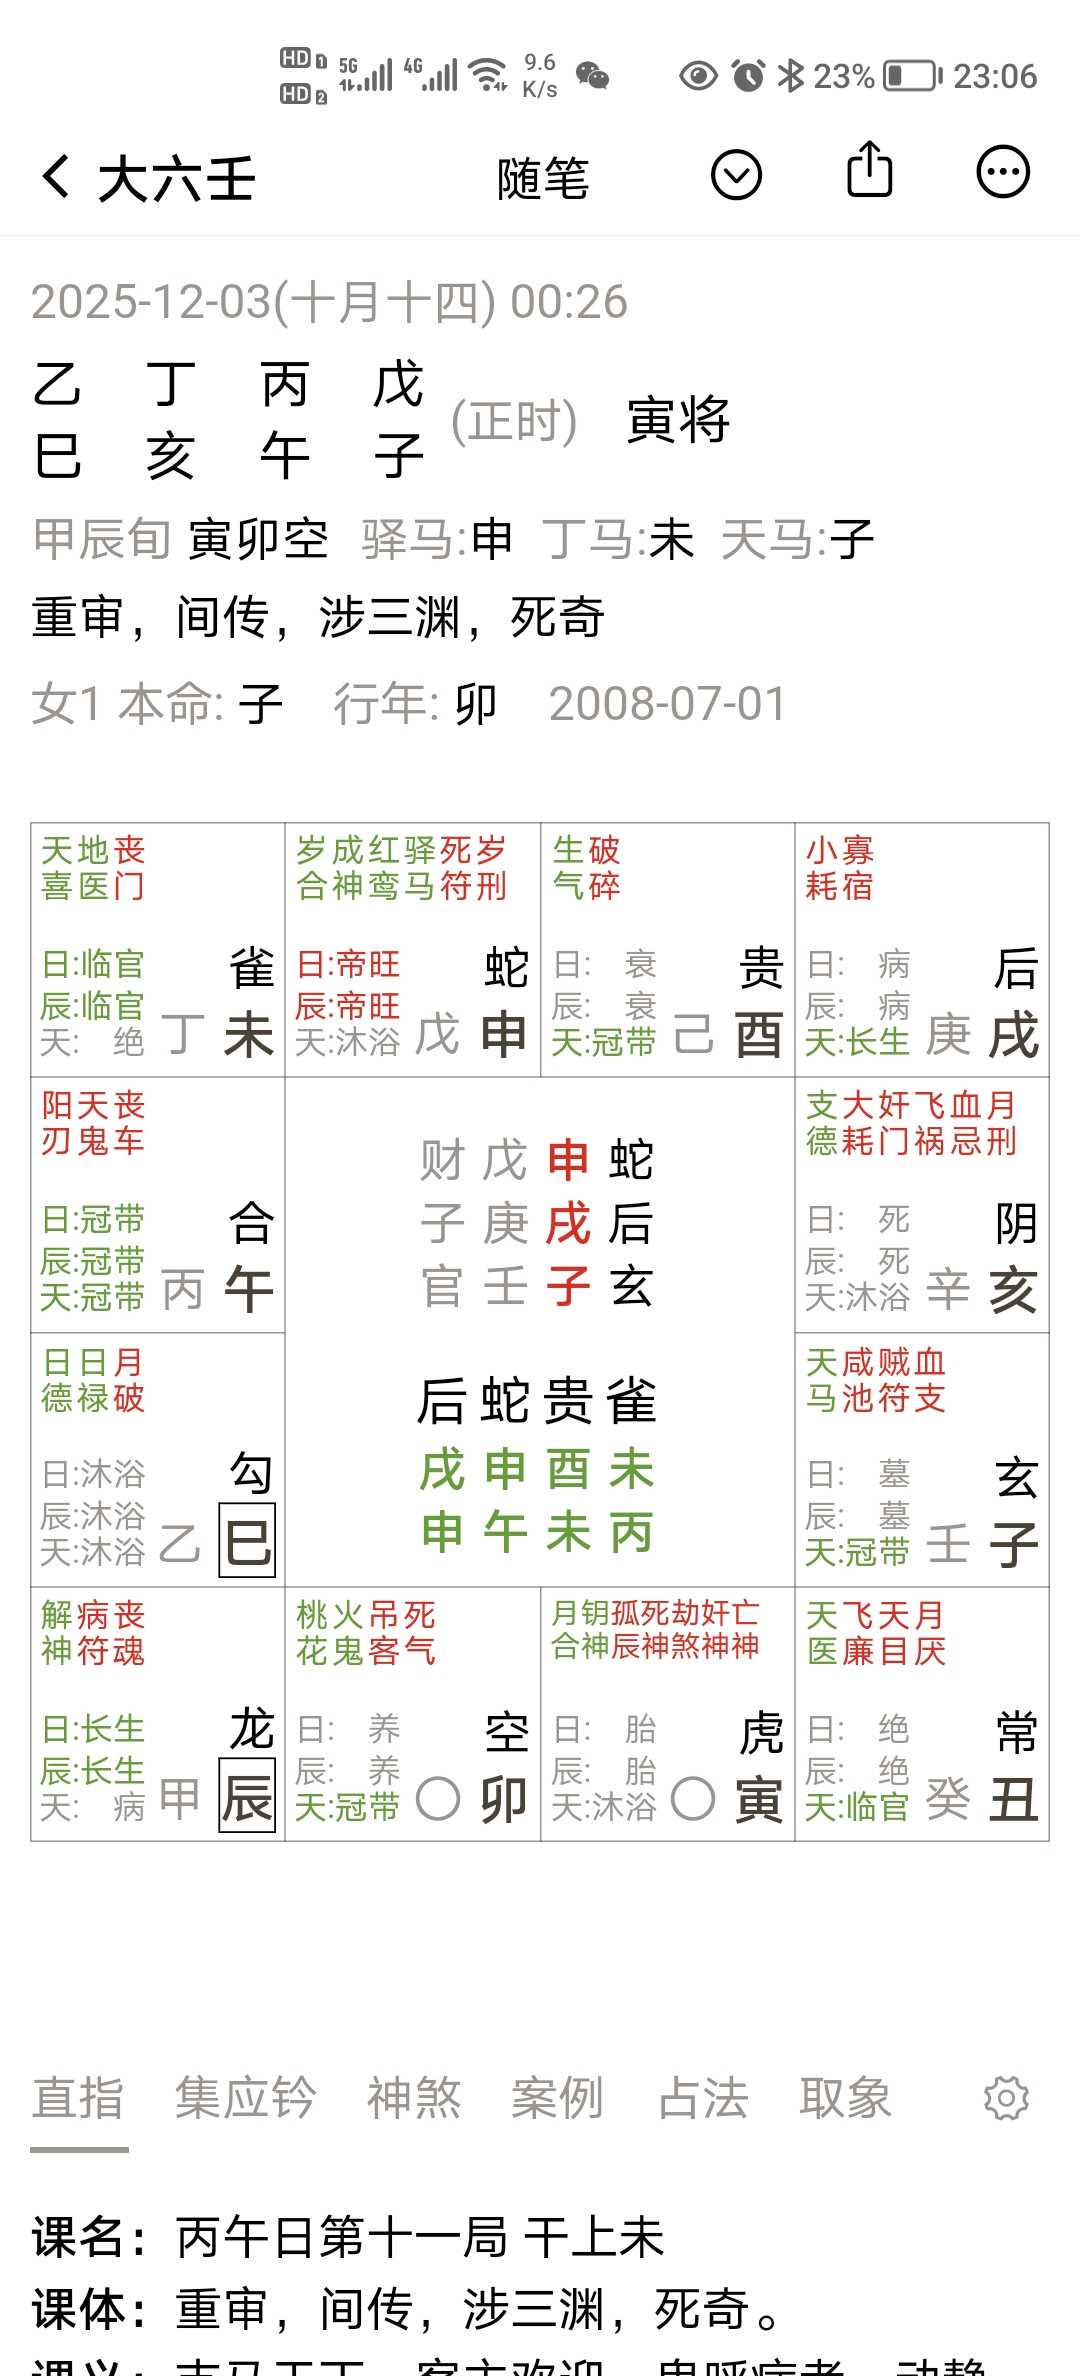 HD 1 5G 4G 9.6 K/s 23% 23:06
HD 2
大六壬 随笔
2025-12-03(十月十四) 00:26
乙 丁 丙 戊
(正时) 寅将
巳 亥 午 子
甲辰旬 寅卯空 驿马:申 丁马:未 天马:子
重审，间传，涉三渊，死奇
女1 本命: 子 行年: 卯 2008-07-01
天地丧
喜医门
日:临官 雀
辰:临官
天: 绝 丁 未
岁成红驿死岁
合神鸾马符刑
日:帝旺 蛇
辰:帝旺
天:沐浴 戊 申
生破
气碎
日: 衰 贵
辰: 衰
天:冠带 己 酉
小寡
耗宿
日: 病 后
辰: 病
天:长生 庚 戌
阳天丧
刃鬼车
日:冠带 合
辰:冠带
天:冠带 丙 午
财 戊 申 蛇
子 庚 戌 后
官 壬 子 玄
后蛇贵雀
戌申酉未
申午未丙
支大奸飞血月
德耗门祸忌刑
日: 死 阴
辰: 死
天:沐浴 辛 亥
日日月
德禄破
日:沐浴 勾
辰:沐浴
天:沐浴 乙 巳
天咸贼血
马池符支
日: 墓 玄
辰: 墓
天:冠带 壬 子
解病丧
神符魂
日:长生 龙
辰:长生
天: 病 甲 辰
桃火吊死
花鬼客气
日: 养 空
辰: 养
天:冠带 〇 卯
月钥孤死劫奸亡
合神辰神煞神神
日: 胎 虎
辰: 胎
天:沐浴 〇 寅
天飞天月
医廉目厌
日: 绝 常
辰: 绝
天:临官 癸 丑
直指 集应钤 神煞 案例 占法 取象
课名：丙午日第十一局 干上未
课体：重审，间传，涉三渊，死奇。